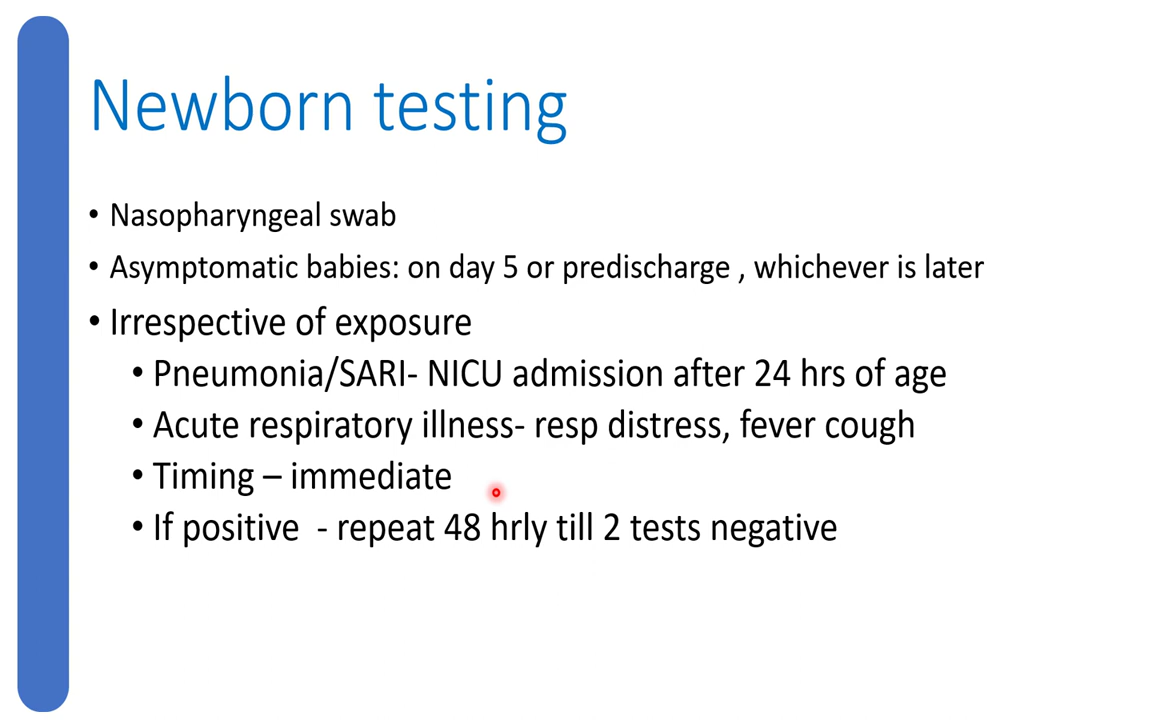 Newborn testing
• Nasopharyngeal swab
• Asymptomatic babies: on day 5 or predischarge , whichever is later
• Irrespective of exposure
• Pneumonia/SARI- NICU admission after 24 hrs of age
• Acute respiratory illness- resp distress, fever cough
• Timing – immediate
• If positive - repeat 48 hrly till 2 tests negative